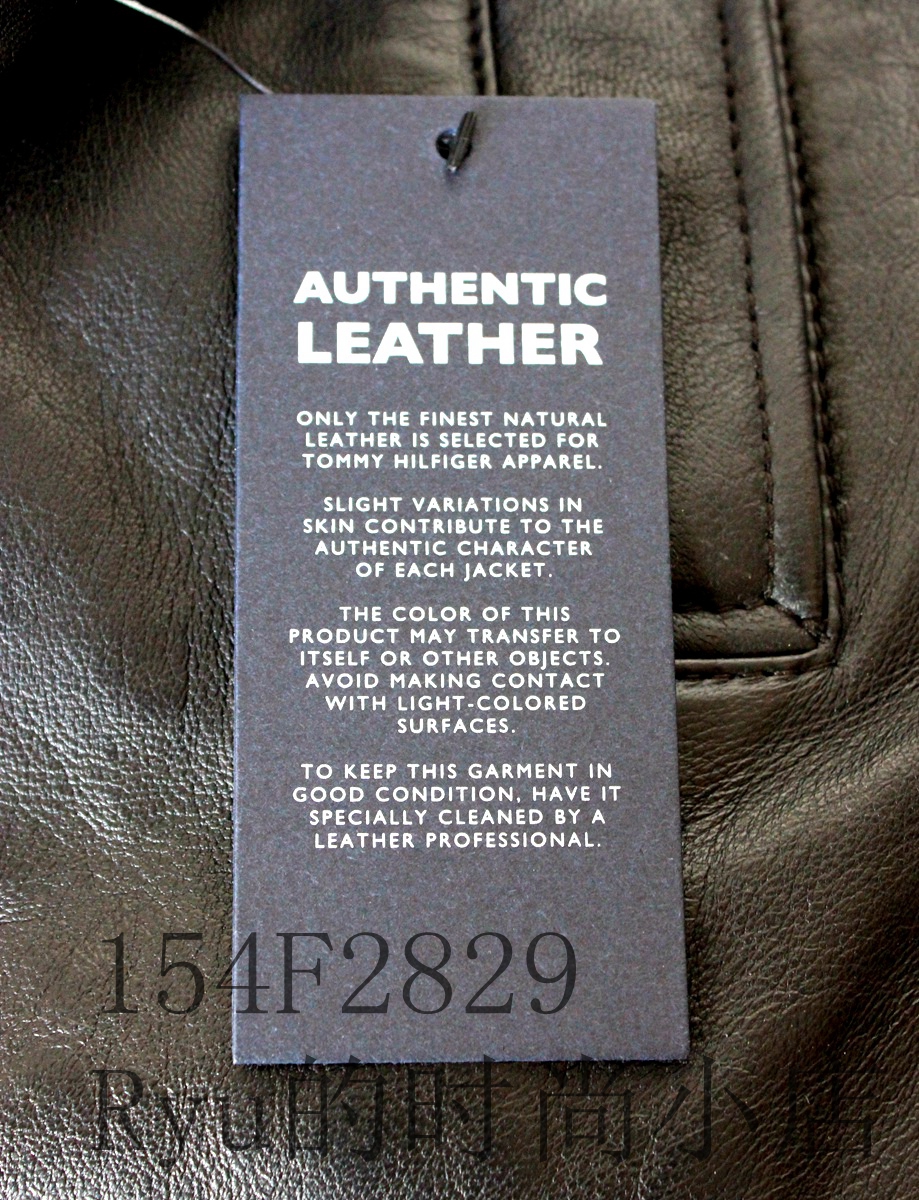 AUTHENTIC
LEATHER
ONLY THE FINEST NATURAL
LEATHER IS SELECTED FOR
TOMMY HILFIGER APPAREL.
SLIGHT VARIATIONS IN
SKIN CONTRIBUTE TO THE
AUTHENTIC CHARACTER
OF EACH JACKET.
THE COLOR OF THIS
PRODUCT MAY TRANSFER TO
ITSELF OR OTHER OBJECTS.
AVOID MAKING CONTACT
WITH LIGHT-COLORED
SURFACES.
TO KEEP THIS GARMENT IN
GOOD CONDITION, HAVE IT
SPECIALLY CLEANED BY A
LEATHER PROFESSIONAL.
154F2829
Ryu的时尚小店